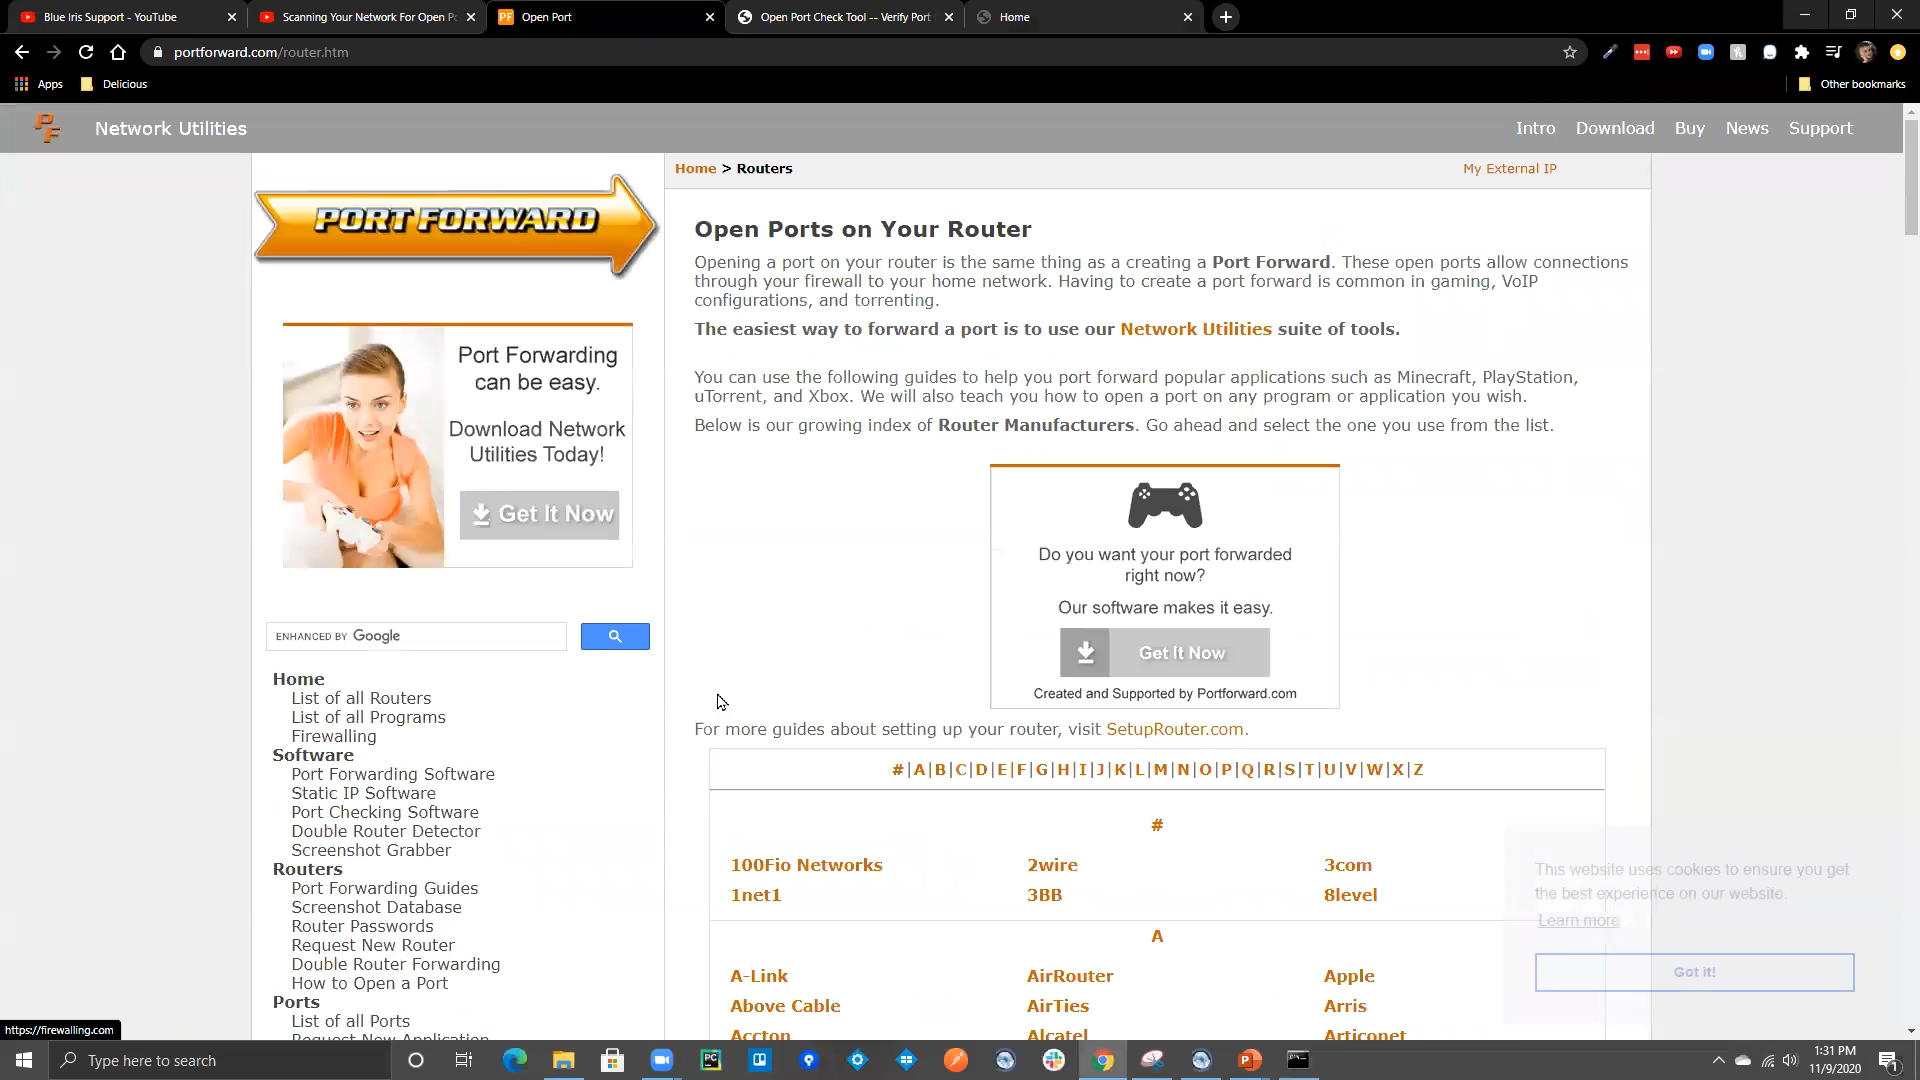 Blue Iris Support - YouTube
Scanning Your Network For Open Po
Open Port
Open Port Check Tool -- Verify Port
Home
portforward.com/router.htm
Apps
Delicious
Other bookmarks
PF
Network Utilities
Intro
Download
Buy
News
Support
PORT FORWARD
Home > Routers
My External IP
Open Ports on Your Router
Opening a port on your router is the same thing as a creating a Port Forward. These open ports allow connections
through your firewall to your home network. Having to create a port forward is common in gaming, VoIP
configurations, and torrenting.
The easiest way to forward a port is to use our Network Utilities suite of tools.
You can use the following guides to help you port forward popular applications such as Minecraft, PlayStation,
uTorrent, and Xbox. We will also teach you how to open a port on any program or application you wish.
Below is our growing index of Router Manufacturers. Go ahead and select the one you use from the list.
Port Forwarding
can be easy.
Download Network
Utilities Today!
Get It Now
Do you want your port forwarded
right now?
Our software makes it easy.
Get It Now
Created and Supported by Portforward.com
ENHANCED BY Google
Home
List of all Routers
List of all Programs
Firewalling
Software
Port Forwarding Software
Static IP Software
Port Checking Software
Double Router Detector
Screenshot Grabber
Routers
Port Forwarding Guides
Screenshot Database
Router Passwords
Request New Router
Double Router Forwarding
How to Open a Port
Ports
List of all Ports
Request New Application
For more guides about setting up your router, visit SetupRouter.com.
#|A|B|C|D|E|F|G|H|I|J|K|L|M|N|O|P|Q|R|S|T|U|V|W|X|Z
#
100Fio Networks
2wire
3com
1net1
3BB
8level
A
A-Link
AirRouter
Apple
Above Cable
AirTies
Arris
Accton
Alcatel
Articonet
This website uses cookies to ensure you get
the best experience on our website.
Learn more
Got it!
https://firewalling.com
Type here to search
PC
1:31 PM
11/9/2020
1